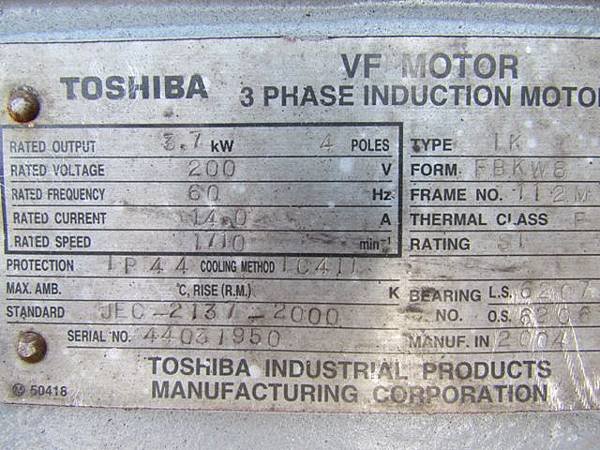 TOSHIBA
VF MOTOR
3 PHASE INDUCTION MOTO
RATED OUTPUT 3.7 kW 4 POLES
RATED VOLTAGE 200 V
RATED FREQUENCY 60 Hz
RATED CURRENT 14.0 A
RATED SPEED 1710 min⁻¹
TYPE IK
FORM FBKW8
FRAME NO. 112M
THERMAL CLASS F
RATING S1
PROTECTION IP44 COOLING METHOD IC411
MAX. AMB. °C, RISE (R.M.) K
STANDARD JEC-2137-2000
SERIAL NO. 44031950
BEARING L.S. 6207
NO. O.S. 6206
MANUF. IN 2004
TOSHIBA INDUSTRIAL PRODUCTS
MANUFACTURING CORPORATION
50418